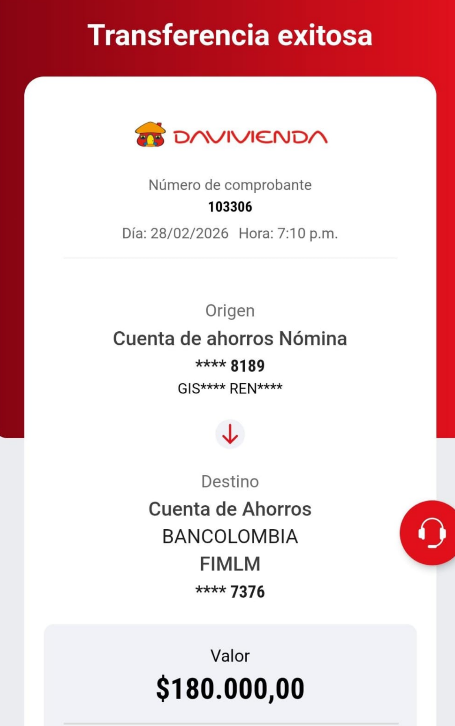 Transferencia exitosa
DAVIVIENDA
Número de comprobante
103306
Día: 28/02/2026 Hora: 7:10 p.m.
Origen
Cuenta de ahorros Nómina
**** 8189
GIS**** REN****
Destino
Cuenta de Ahorros
BANCOLOMBIA
FIMLM
**** 7376
Valor
$180.000,00